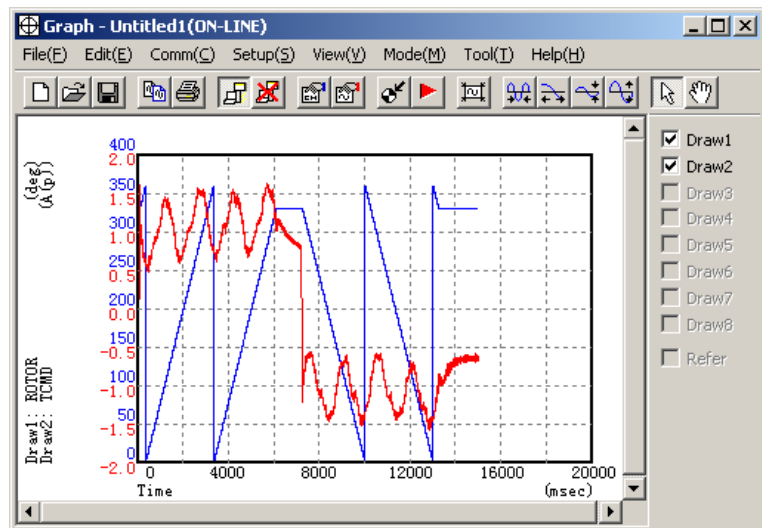 Graph - Untitled1(ON-LINE)
File(F) Edit(E) Comm(C) Setup(S) View(V) Mode(M) Tool(T) Help(H)
CH
(deg)
(A(p))
Draw1: ROTOR
Draw2: TCMD
400
2.0
350
1.5
300
1.0
250
0.5
200
0.0
150
-0.5
100
-1.0
50
-1.5
0
-2.0
0 4000 8000 12000 16000 20000
Time (msec)
Draw1
Draw2
Draw3
Draw4
Draw5
Draw6
Draw7
Draw8
Refer